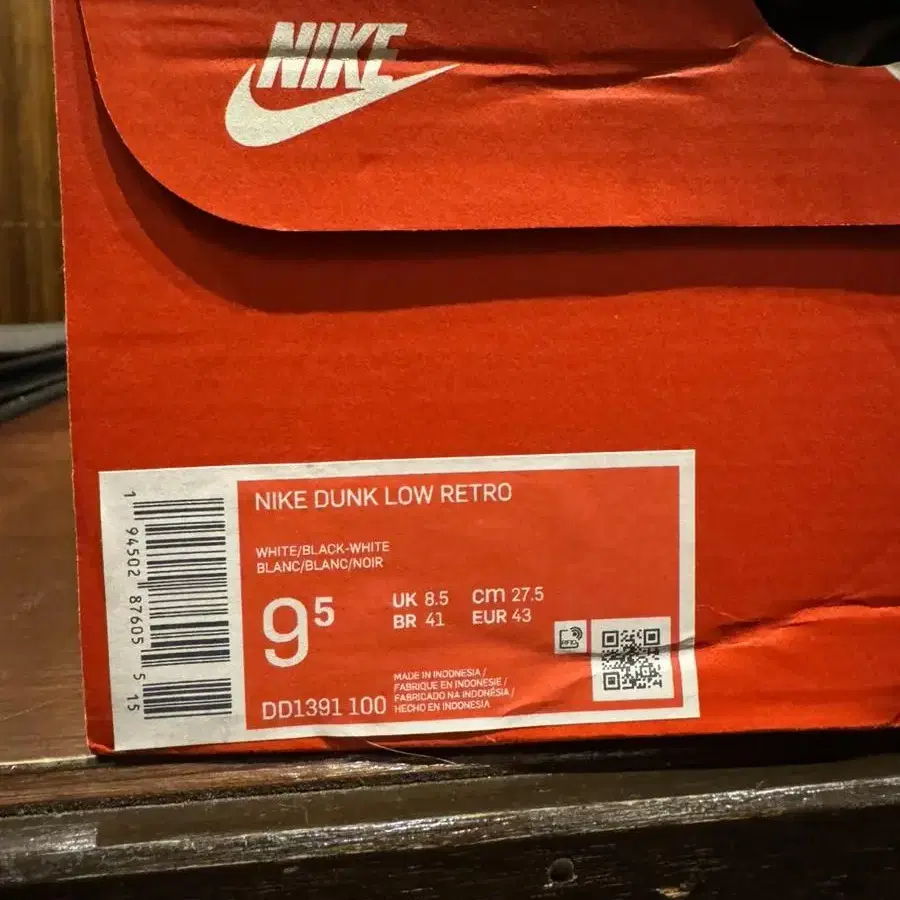 NIKE
NIKE DUNK LOW RETRO
WHITE/BLACK-WHITE
BLANC/BLANC/NOIR
9⁵
UK 8.5 cm 27.5
BR 41 EUR 43
MADE IN INDONESIA /
FABRIQUE EN INDONESIE /
FABRICADO NA INDONÉSIA /
HECHO EN INDONESIA
DD1391 100
RFID
1 94502 87605 5 15